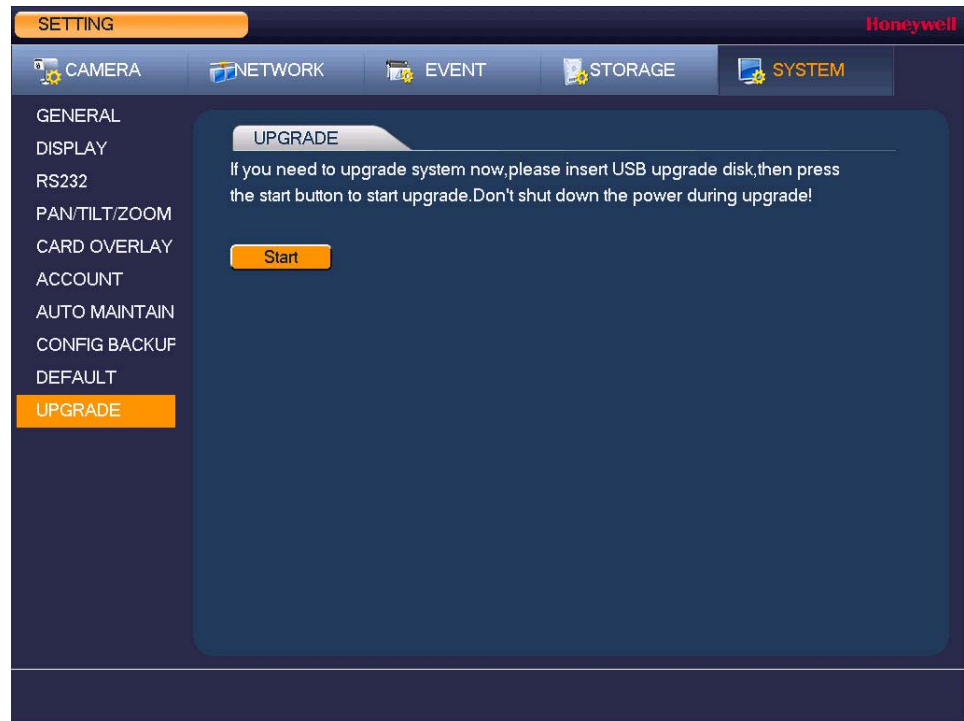 SETTING
Honeywell
CAMERA
NETWORK
EVENT
STORAGE
SYSTEM
GENERAL
DISPLAY
RS232
PAN/TILT/ZOOM
CARD OVERLAY
ACCOUNT
AUTO MAINTAIN
CONFIG BACKUF
DEFAULT
UPGRADE
UPGRADE
If you need to upgrade system now,please insert USB upgrade disk,then press
the start button to start upgrade.Don't shut down the power during upgrade!
Start